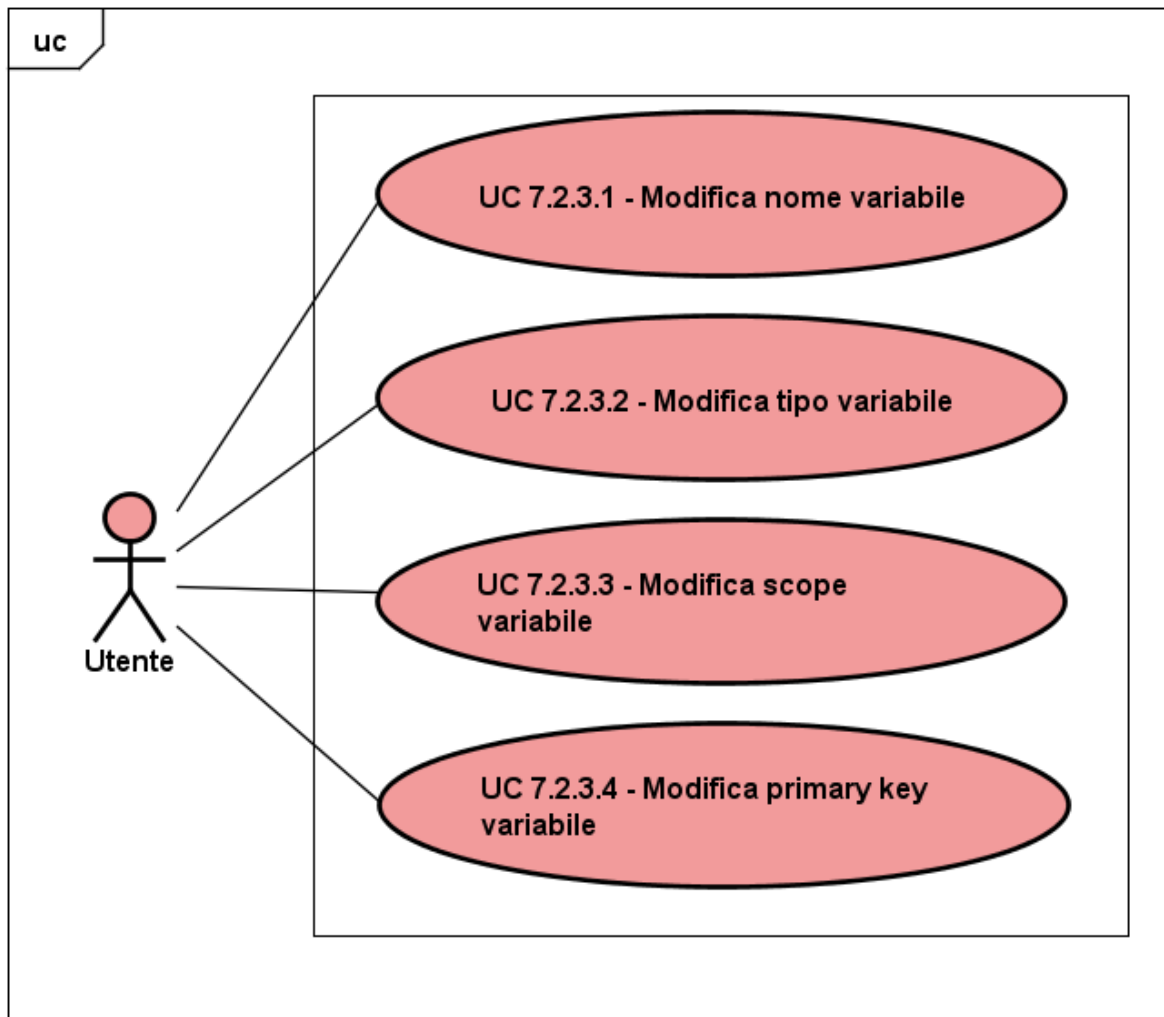 uc
UC 7.2.3.1 - Modifica nome variabile
UC 7.2.3.2 - Modifica tipo variabile
UC 7.2.3.3 - Modifica scope
variabile
Utente
UC 7.2.3.4 - Modifica primary key
variabile